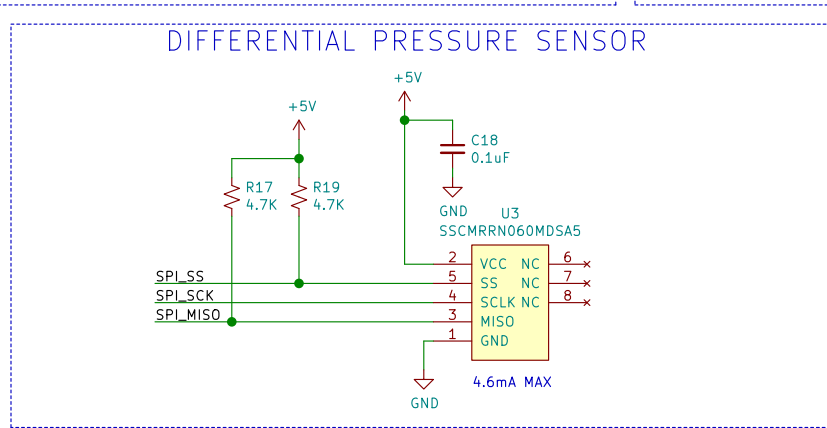 DIFFERENTIAL PRESSURE SENSOR
+5V
+5V
C18
0.1uF
R17
4.7K
R19
4.7K
GND
U3
SSCMRRN060MDSA5
2 VCC NC 6
SPI_SS 5 SS NC 7
SPI_SCK 4 SCLK NC 8
SPI_MISO 3 MISO
1 GND
4.6mA MAX
GND